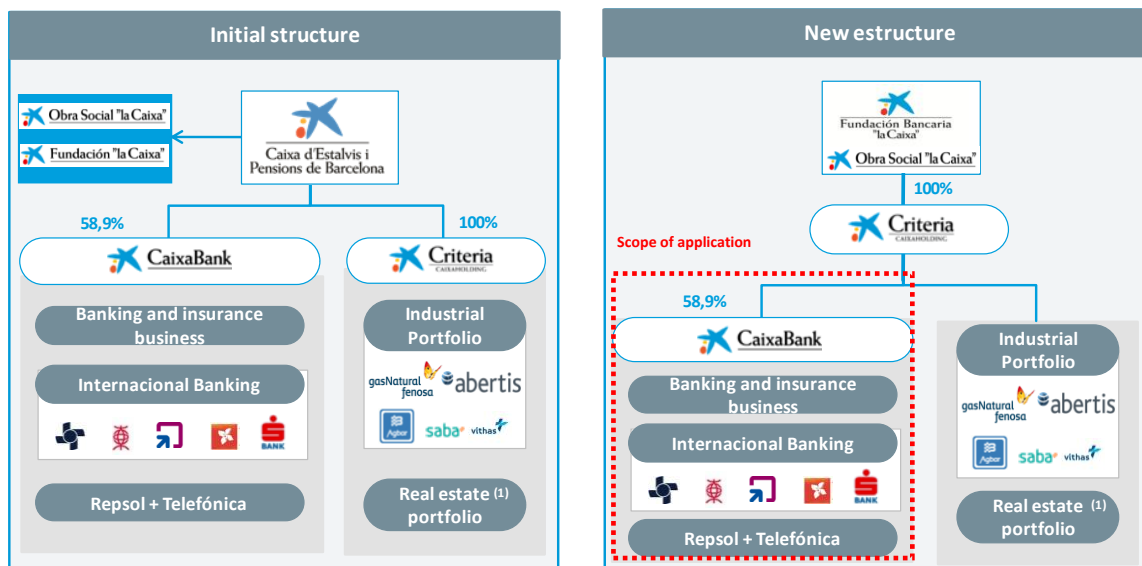 Initial structure
Obra Social "la Caixa"
Fundación "la Caixa"
Caixa d'Estalvis i
Pensions de Barcelona
58,9%
100%
CaixaBank
Criteria
CAIXAHOLDING
Banking and insurance
business
Internacional Banking
BANK
Repsol + Telefónica
Industrial
Portfolio
gasNatural
fenosa
abertis
Agbar
saba
vithas
Real estate (1)
portfolio
New estructure
Fundación Bancaria
"la Caixa"
Obra Social "la Caixa"
100%
Criteria
CAIXAHOLDING
Scope of application
58,9%
CaixaBank
Banking and insurance
business
Internacional Banking
BANK
Repsol + Telefónica
Industrial
Portfolio
gasNatural
fenosa
abertis
Agbar
saba
vithas
Real estate (1)
portfolio